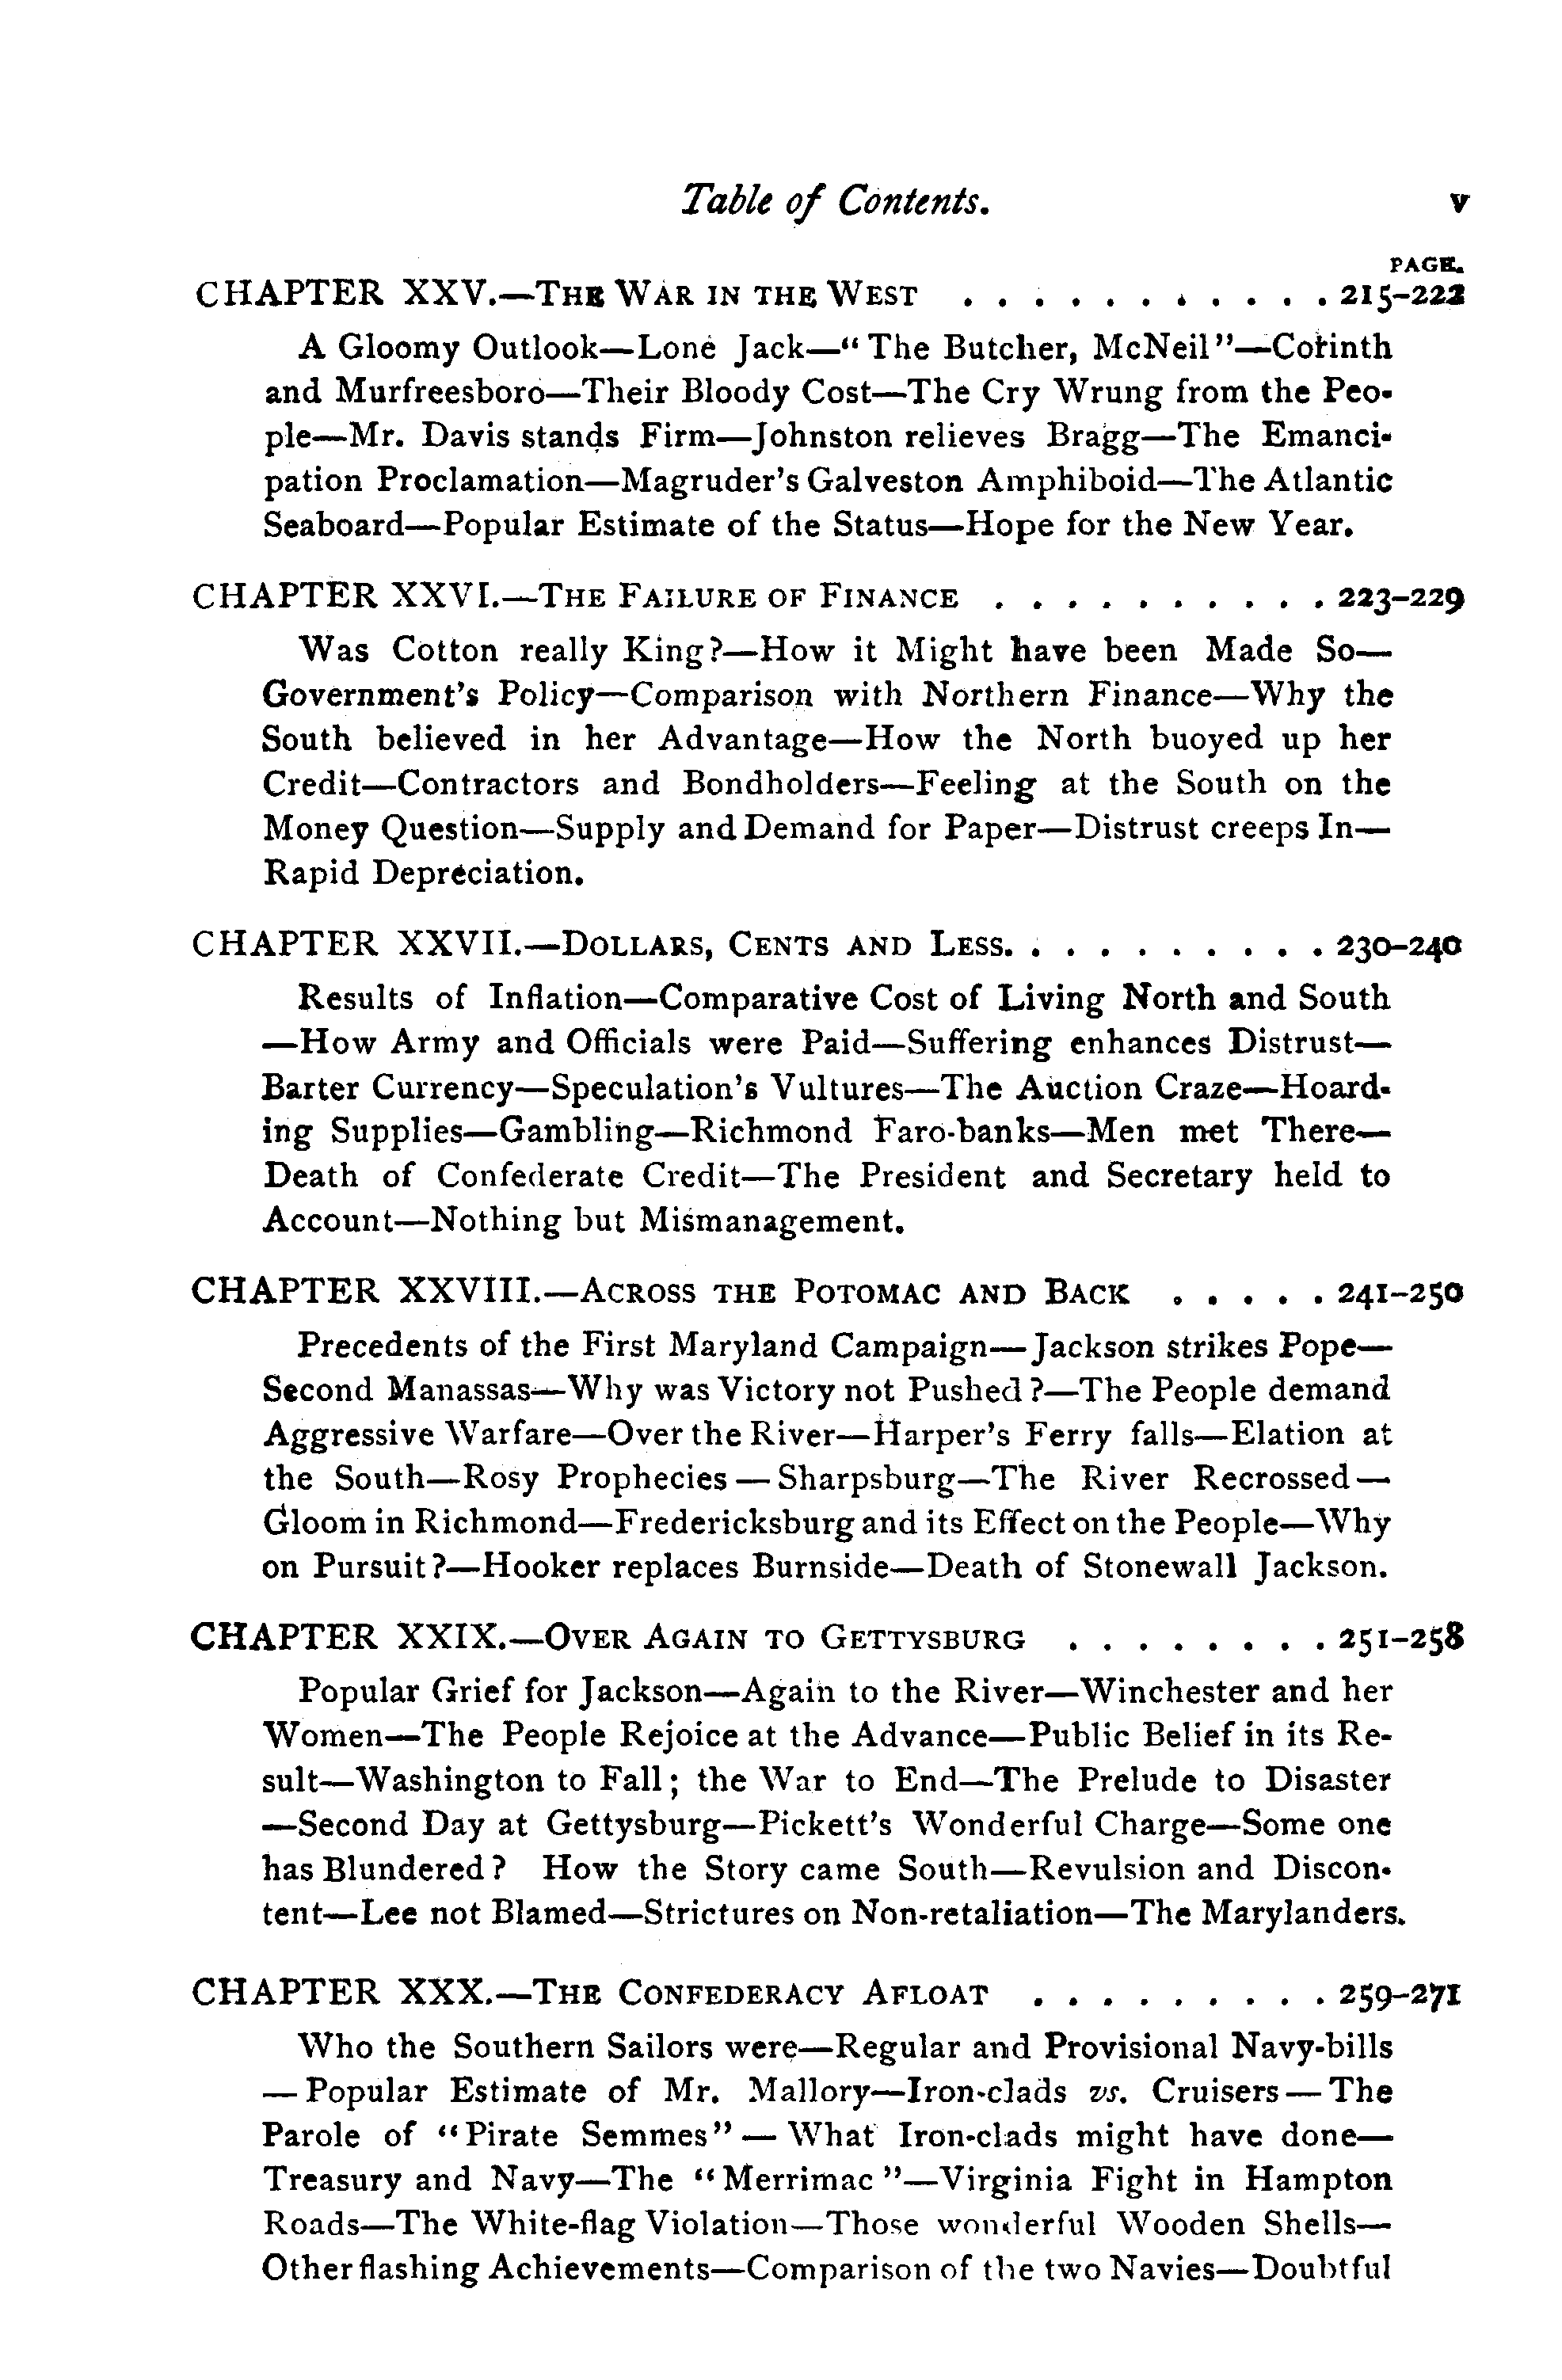 Table of Contents. v
PAGE.
CHAPTER XXV.—THE WAR IN THE WEST . . . . . . . . . . . 215-222
A Gloomy Outlook—Lone Jack—"The Butcher, McNeil"—Corinth
and Murfreesboro—Their Bloody Cost—The Cry Wrung from the Peo-
ple—Mr. Davis stands Firm—Johnston relieves Bragg—The Emanci-
pation Proclamation—Magruder's Galveston Amphiboid—The Atlantic
Seaboard—Popular Estimate of the Status—Hope for the New Year.
CHAPTER XXVI.—THE FAILURE OF FINANCE . . . . . . . . . . 223-229
Was Cotton really King?—How it Might have been Made So—
Government's Policy—Comparison with Northern Finance—Why the
South believed in her Advantage—How the North buoyed up her
Credit—Contractors and Bondholders—Feeling at the South on the
Money Question—Supply and Demand for Paper—Distrust creeps In—
Rapid Depreciation.
CHAPTER XXVII.—DOLLARS, CENTS AND LESS. . . . . . . . . . 230-240
Results of Inflation—Comparative Cost of Living North and South
—How Army and Officials were Paid—Suffering enhances Distrust—
Barter Currency—Speculation's Vultures—The Auction Craze—Hoard-
ing Supplies—Gambling—Richmond Faro-banks—Men met There—
Death of Confederate Credit—The President and Secretary held to
Account—Nothing but Mismanagement.
CHAPTER XXVIII.—ACROSS THE POTOMAC AND BACK . . . . . 241-250
Precedents of the First Maryland Campaign—Jackson strikes Pope—
Second Manassas—Why was Victory not Pushed?—The People demand
Aggressive Warfare—Over the River—Harper's Ferry falls—Elation at
the South—Rosy Prophecies—Sharpsburg—The River Recrossed—
Gloom in Richmond—Fredericksburg and its Effect on the People—Why
on Pursuit?—Hooker replaces Burnside—Death of Stonewall Jackson.
CHAPTER XXIX.—OVER AGAIN TO GETTYSBURG . . . . . . . . 251-258
Popular Grief for Jackson—Again to the River—Winchester and her
Women—The People Rejoice at the Advance—Public Belief in its Re-
sult—Washington to Fall; the War to End—The Prelude to Disaster
—Second Day at Gettysburg—Pickett's Wonderful Charge—Some one
has Blundered? How the Story came South—Revulsion and Discon-
tent—Lee not Blamed—Strictures on Non-retaliation—The Marylanders.
CHAPTER XXX.—THE CONFEDERACY AFLOAT . . . . . . . . . 259-271
Who the Southern Sailors were—Regular and Provisional Navy-bills
—Popular Estimate of Mr. Mallory—Iron-clads vs. Cruisers—The
Parole of "Pirate Semmes"—What Iron-clads might have done—
Treasury and Navy—The "Merrimac"—Virginia Fight in Hampton
Roads—The White-flag Violation—Those wonderful Wooden Shells—
Other flashing Achievements—Comparison of the two Navies—Doubtful